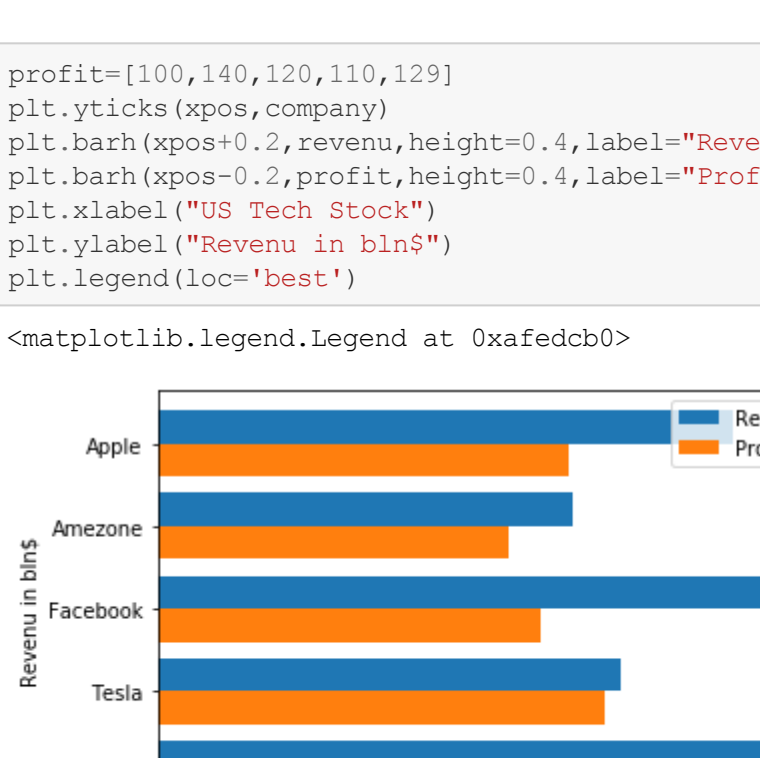 profit=[100,140,120,110,129]
plt.yticks(xpos,company)
plt.barh(xpos+0.2,revenu,height=0.4,label="Reve
plt.barh(xpos-0.2,profit,height=0.4,label="Prof
plt.xlabel("US Tech Stock")
plt.ylabel("Revenu in bln$")
plt.legend(loc='best')
<matplotlib.legend.Legend at 0xafedcb0>
Re
Pro
Apple
Amezone
Facebook
Tesla
Revenu in bln$